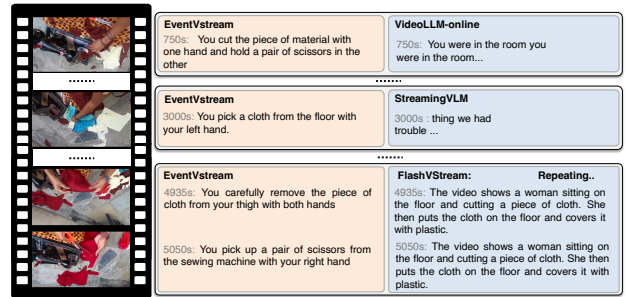 EventVstream
750s: You cut the piece of material with
one hand and hold a pair of scissors in the
other
VideoLLM-online
750s: You were in the room you
were in the room...
.......
EventVstream
3000s: You pick a cloth from the floor with
your left hand.
StreamingVLM
3000s : thing we had
trouble ...
.......
EventVstream
4935s: You carefully remove the piece of
cloth from your thigh with both hands
5050s: You pick up a pair of scissors from
the sewing machine with your right hand
FlashVStream: Repeating..
4935s: The video shows a woman sitting on
the floor and cutting a piece of cloth. She
then puts the cloth on the floor and covers it
with plastic.
5050s: The video shows a woman sitting on
the floor and cutting a piece of cloth. She then
puts the cloth on the floor and covers it with
plastic.